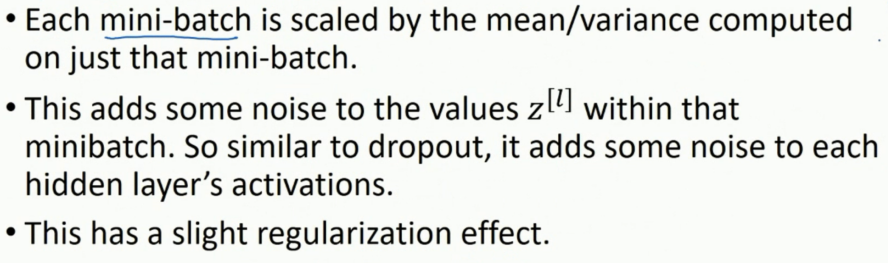 • Each mini-batch is scaled by the mean/variance computed
on just that mini-batch.
• This adds some noise to the values z^[l] within that
minibatch. So similar to dropout, it adds some noise to each
hidden layer’s activations.
• This has a slight regularization effect.